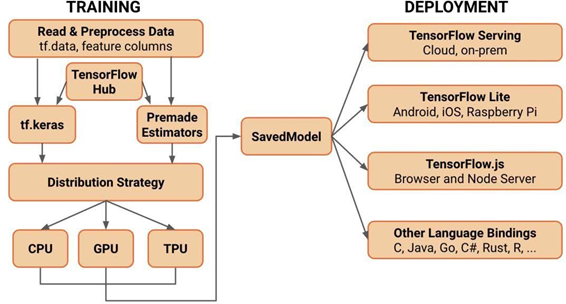 TRAINING
DEPLOYMENT
Read & Preprocess Data
tf.data, feature columns
TensorFlow
Hub
tf.keras
Premade
Estimators
Distribution Strategy
CPU
GPU
TPU
SavedModel
TensorFlow Serving
Cloud, on-prem
TensorFlow Lite
Android, iOS, Raspberry Pi
TensorFlow.js
Browser and Node Server
Other Language Bindings
C, Java, Go, C#, Rust, R, ...